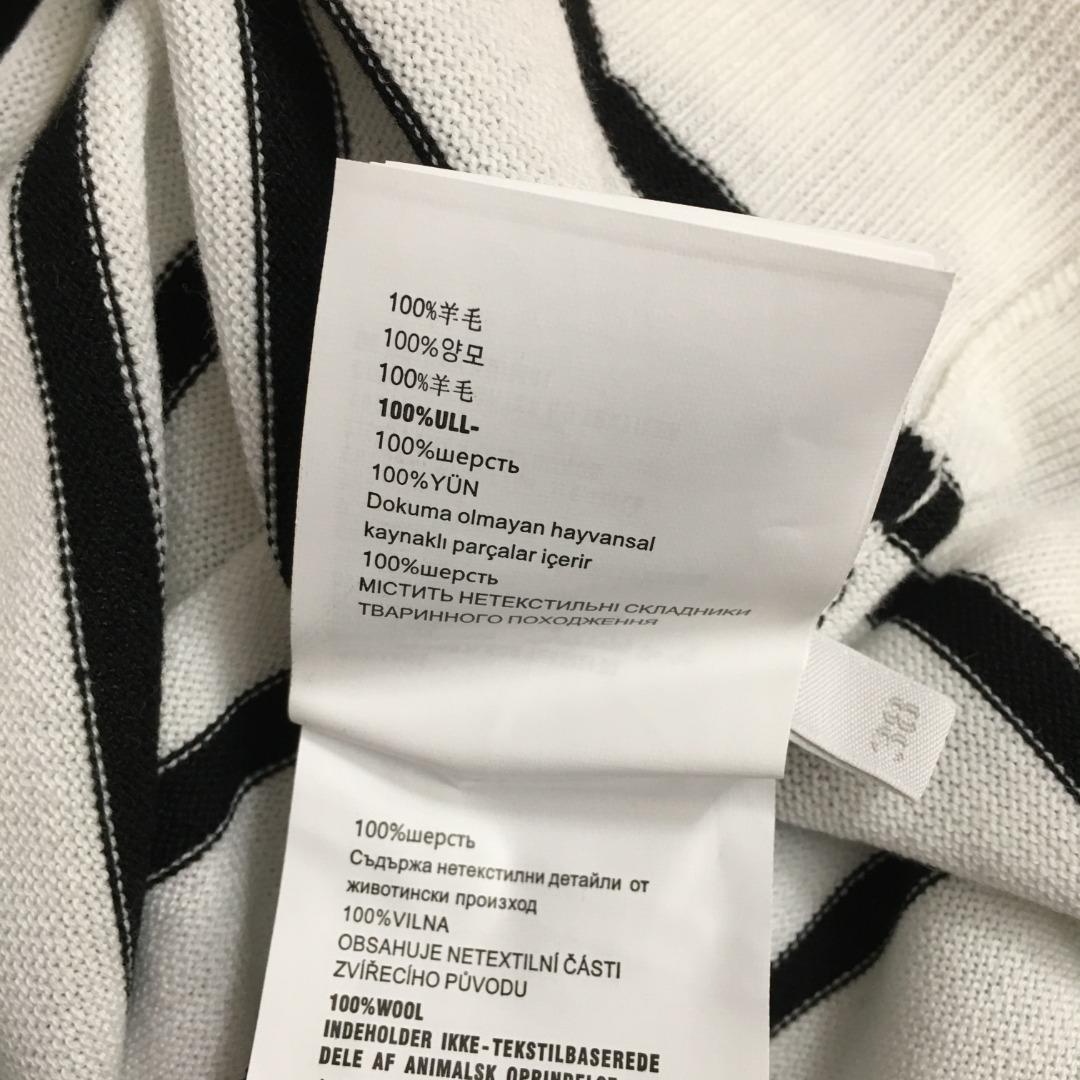 100%羊毛
100%양모
100%羊毛
100%ULL-
100%шерсть
100%YÜN
Dokuma olmayan hayvansal
kaynaklı parçalar içerir
100%шерсть
МІСТИТЬ НЕТЕКСТИЛЬНІ СКЛАДНИКИ
ТВАРИННОГО ПОХОДЖЕННЯ
38
100%шерсть
Съдържа нетекстилни детайли от
животински произход
100%VILNA
OBSAHUJE NETEXTILNÍ ČÁSTI
ZVÍŘECÍHO PŮVODU
100%WOOL
INDEHOLDER IKKE-TEKSTILBASEREDE
DELE AF ANIMALSK